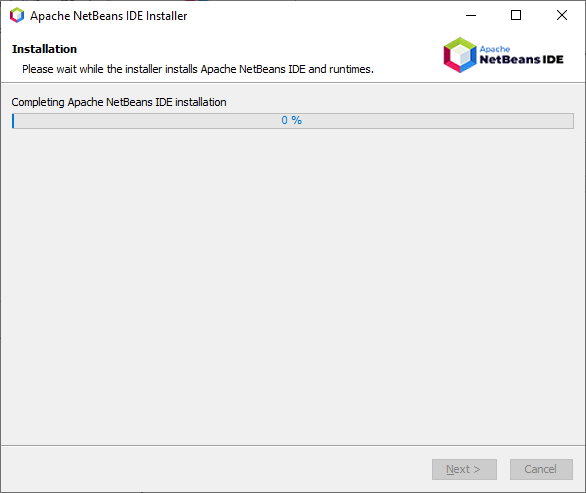 Apache NetBeans IDE Installer
Installation
Please wait while the installer installs Apache NetBeans IDE and runtimes.
Apache
NetBeans IDE
Completing Apache NetBeans IDE installation
0 %
Next >
Cancel